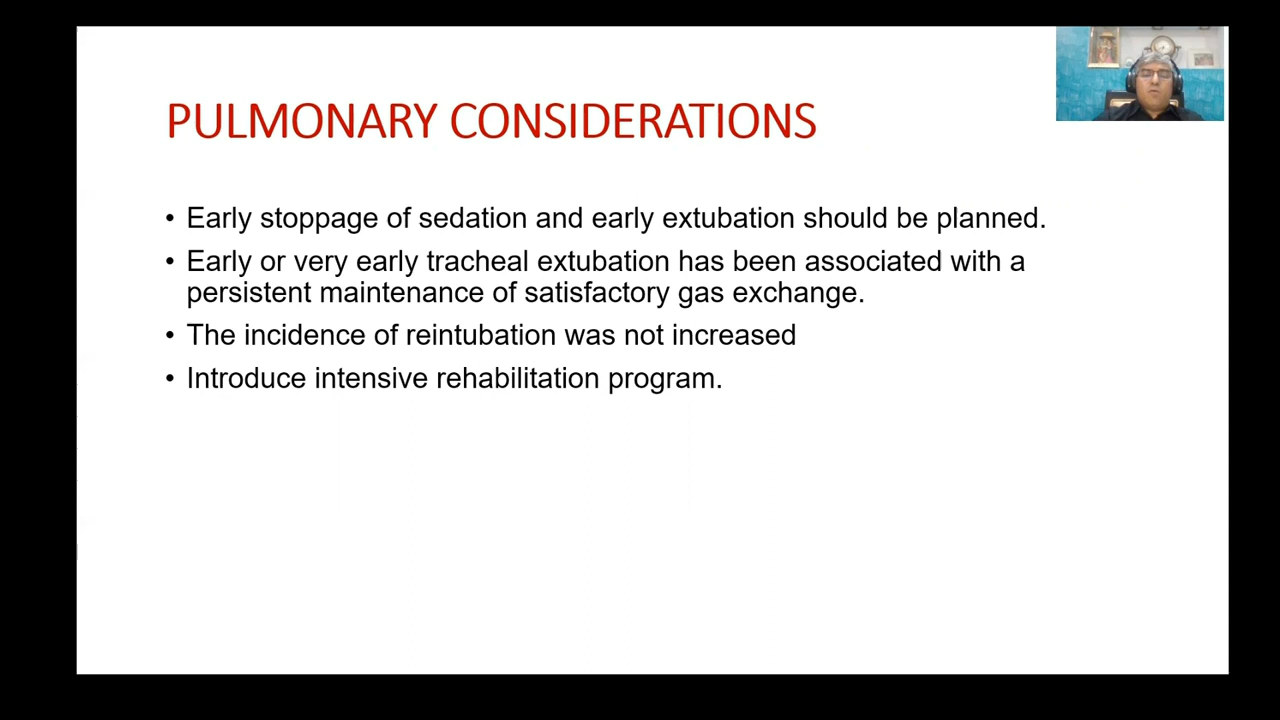 PULMONARY CONSIDERATIONS
• Early stoppage of sedation and early extubation should be planned.
• Early or very early tracheal extubation has been associated with a
persistent maintenance of satisfactory gas exchange.
• The incidence of reintubation was not increased
• Introduce intensive rehabilitation program.